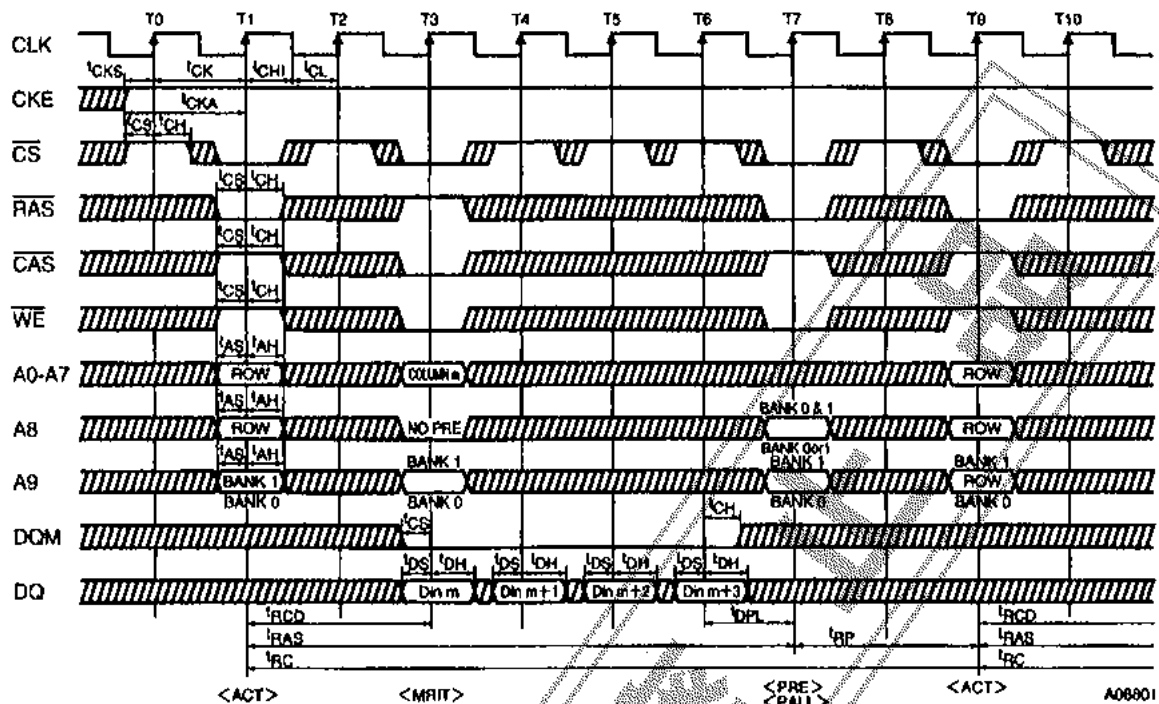 T0 T1 T2 T3 T4 T5 T6 T7 T8 T9 T10
CLK
tCKS tCK tCHI tCL
CKE
tCKA
tCS tCH
CS
tCS tCH
RAS
tCS tCH
CAS
tCS tCH
WE
tAS tAH
A0-A7 ROW COLUMN m ROW
tAS tAH BANK 0 & 1
A8 ROW NO PRE ROW
tAS tAH BANK 1 BANK 0or1 BANK 1 BANK 1
A9 BANK 1 ROW
BANK 0 BANK 0 BANK 0 BANK 0
tCS tCH
DQM
tDS tDH tDS tDH tDS tDH tDS tDH
DQ Din m Din m+1 Din m+2 Din m+3
tRCD tDPL tRCD
tRAS tRP tRAS
tRC tRC
<ACT> <MRIT> <PRE> <ACT>
<PALL>
A06801